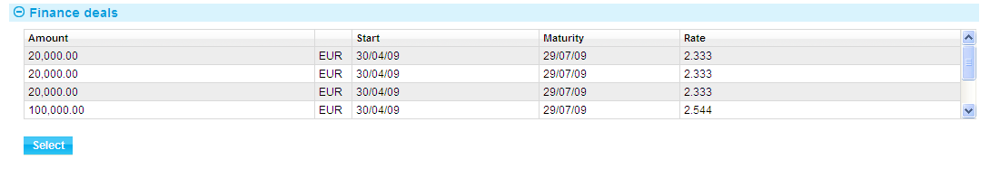 Finance deals
Amount Start Maturity Rate
20,000.00 EUR 30/04/09 29/07/09 2.333
20,000.00 EUR 30/04/09 29/07/09 2.333
20,000.00 EUR 30/04/09 29/07/09 2.333
100,000.00 EUR 30/04/09 29/07/09 2.544
Select